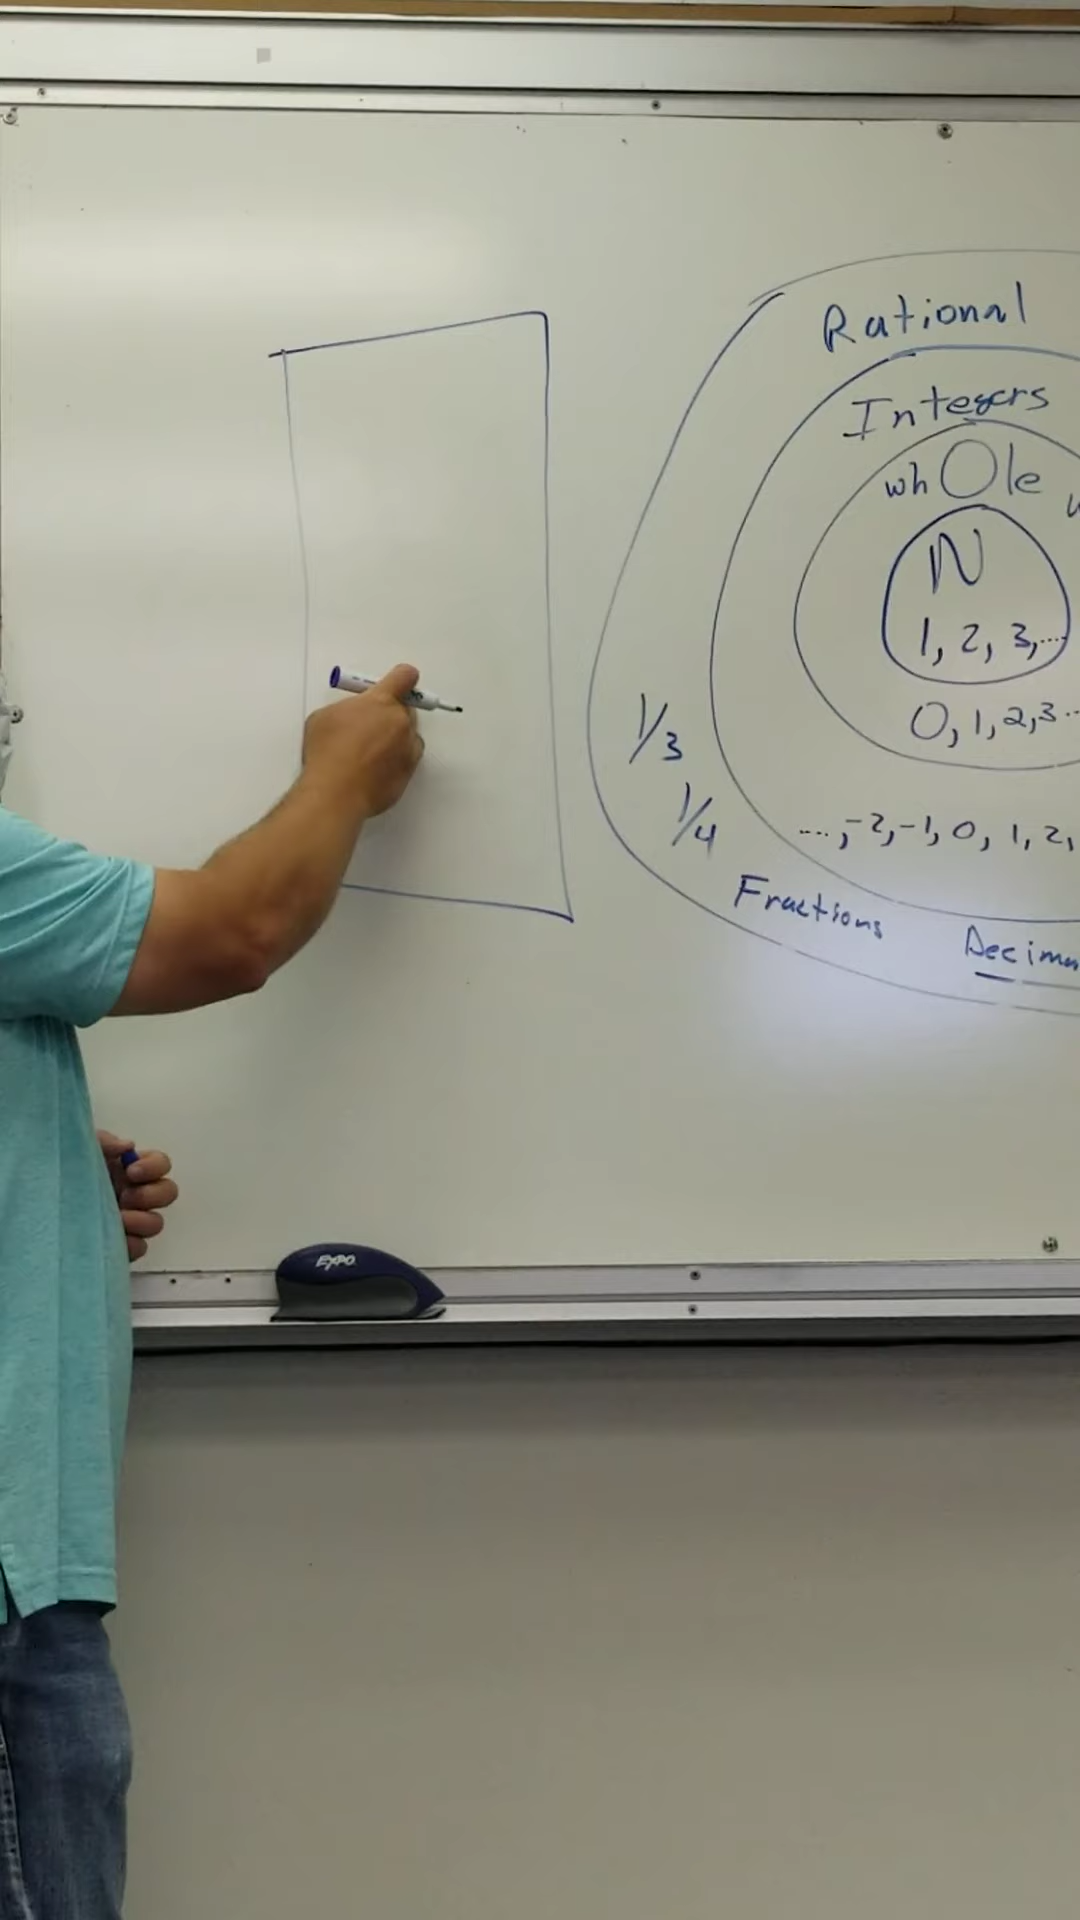 Rational
Integers
whOle
N
1, 2, 3, ...
0, 1, 2, 3 ..
1/3
1/4
...., -2, -1, 0, 1, 2,
Fractions
Decima
EXPO